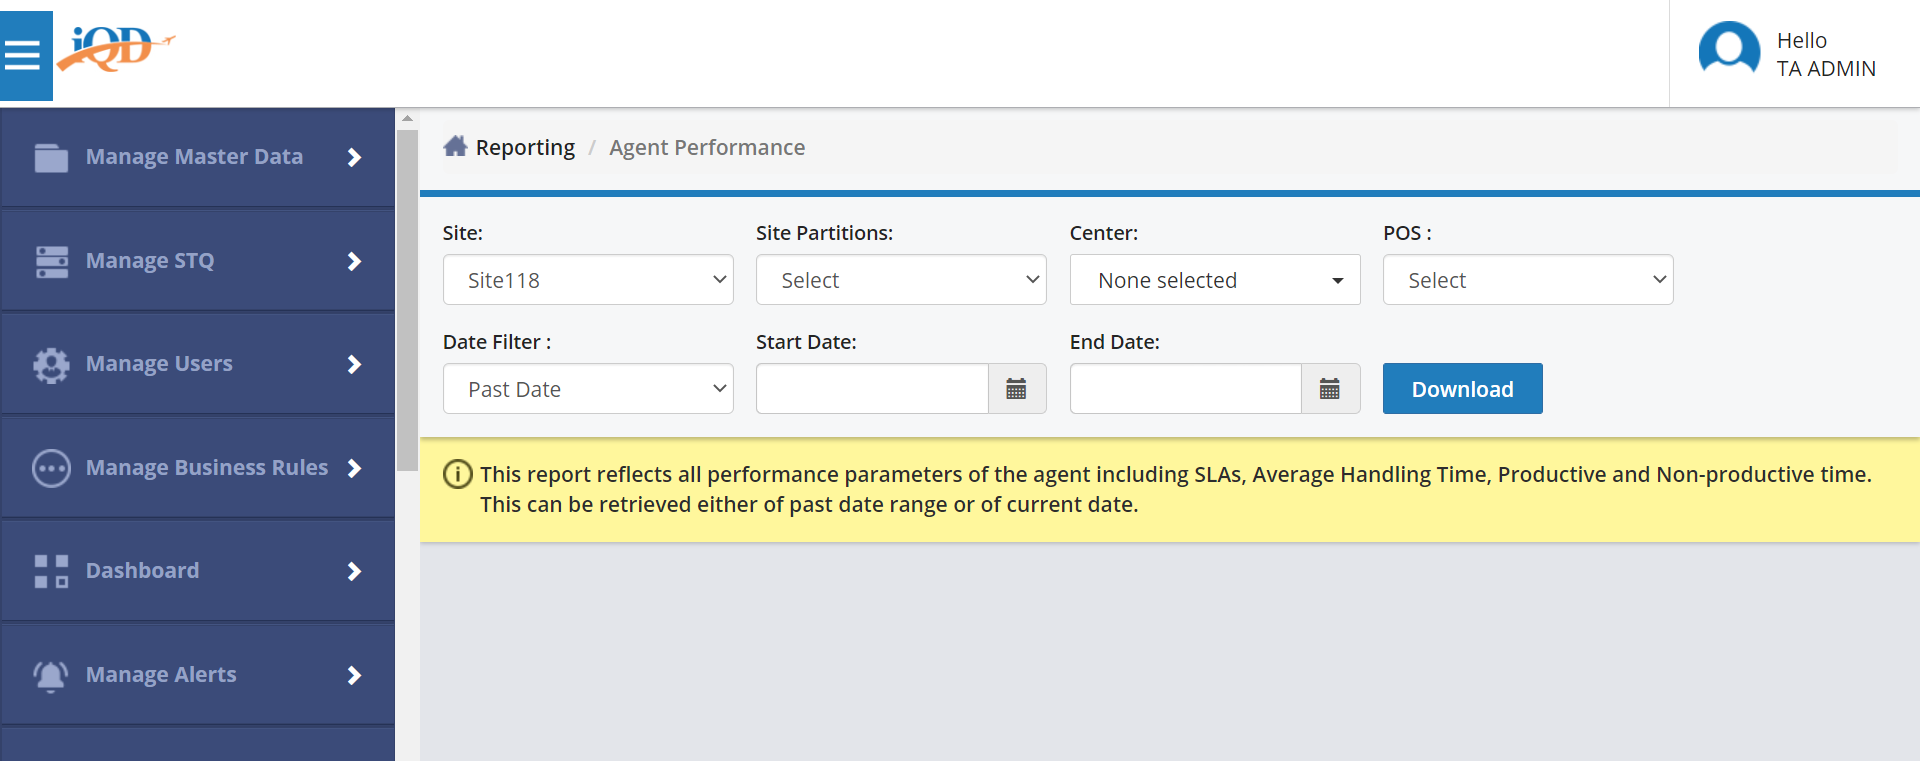 iQD
Hello
TA ADMIN
Manage Master Data
Manage STQ
Manage Users
Manage Business Rules
Dashboard
Manage Alerts
Reporting / Agent Performance
Site: Site Partitions: Center: POS :
Site118 Select None selected Select
Date Filter : Start Date: End Date:
Past Date Download
This report reflects all performance parameters of the agent including SLAs, Average Handling Time, Productive and Non-productive time.
This can be retrieved either of past date range or of current date.